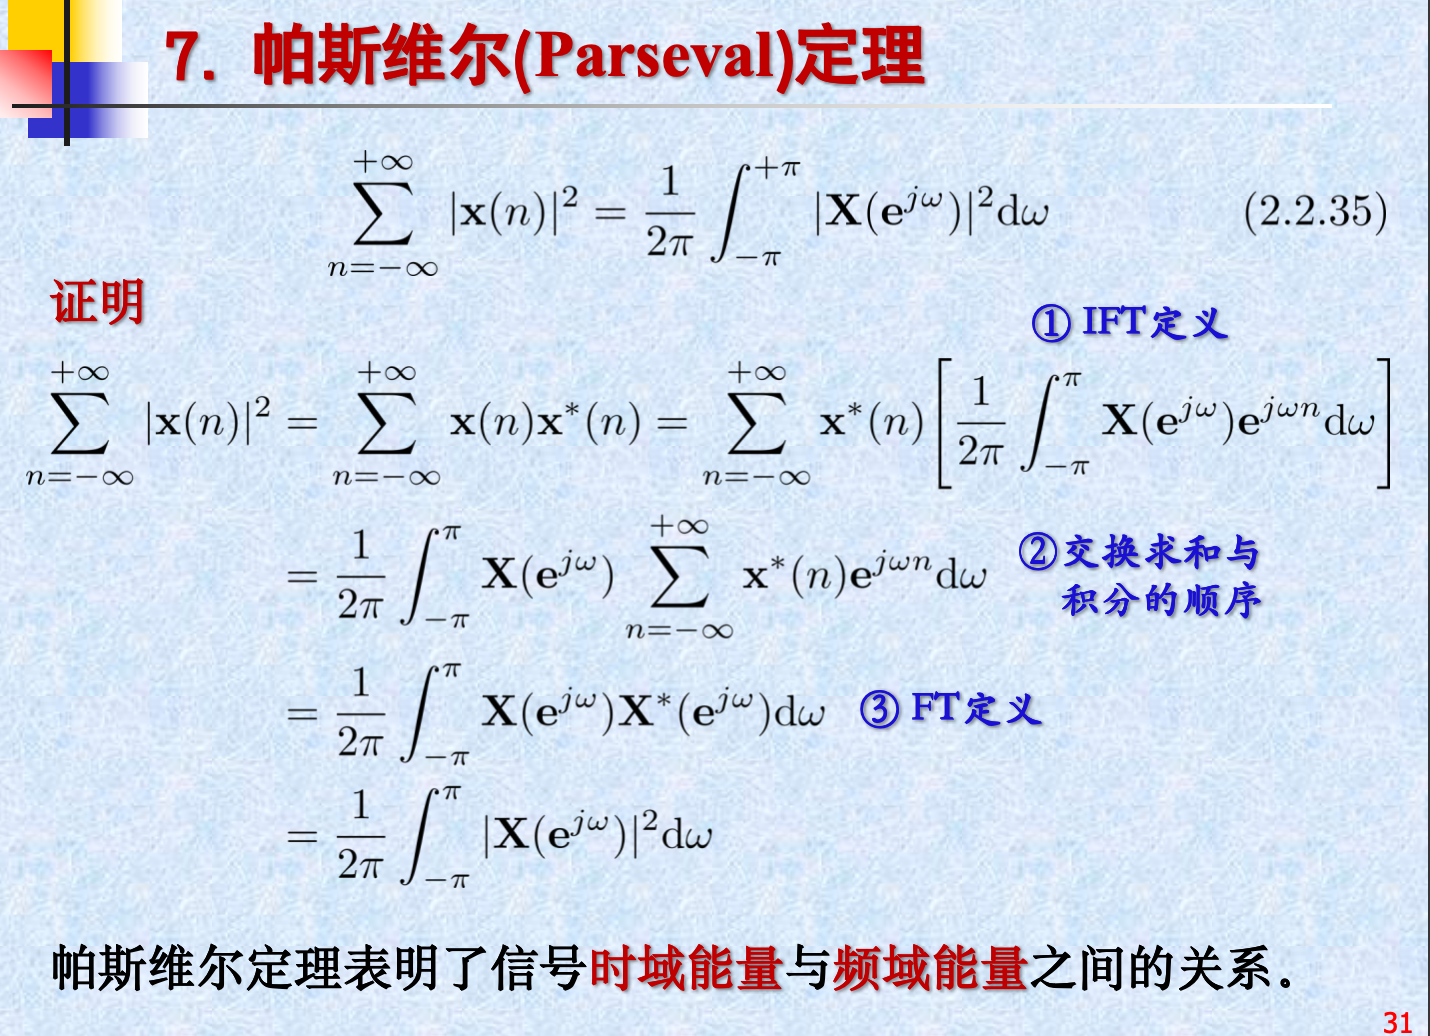 7. 帕斯维尔(Parseval)定理
$$\sum_{n=-\infty}^{+\infty} |\mathbf{x}(n)|^2 = \frac{1}{2\pi} \int_{-\pi}^{+\pi} |\mathbf{X}(\mathbf{e}^{j\omega})|^2 \mathrm{d}\omega \qquad (2.2.35)$$
证明
① IFT定义
$$\sum_{n=-\infty}^{+\infty} |\mathbf{x}(n)|^2 = \sum_{n=-\infty}^{+\infty} \mathbf{x}(n)\mathbf{x}^*(n) = \sum_{n=-\infty}^{+\infty} \mathbf{x}^*(n) \left[ \frac{1}{2\pi} \int_{-\pi}^{\pi} \mathbf{X}(\mathbf{e}^{j\omega})\mathbf{e}^{j\omega n} \mathrm{d}\omega \right]$$
$$= \frac{1}{2\pi} \int_{-\pi}^{\pi} \mathbf{X}(\mathbf{e}^{j\omega}) \sum_{n=-\infty}^{+\infty} \mathbf{x}^*(n)\mathbf{e}^{j\omega n} \mathrm{d}\omega$$
②交换求和与
积分的顺序
$$= \frac{1}{2\pi} \int_{-\pi}^{\pi} \mathbf{X}(\mathbf{e}^{j\omega})\mathbf{X}^*(\mathbf{e}^{j\omega}) \mathrm{d}\omega$$ ③ FT定义
$$= \frac{1}{2\pi} \int_{-\pi}^{\pi} |\mathbf{X}(\mathbf{e}^{j\omega})|^2 \mathrm{d}\omega$$
帕斯维尔定理表明了信号时域能量与频域能量之间的关系.
31